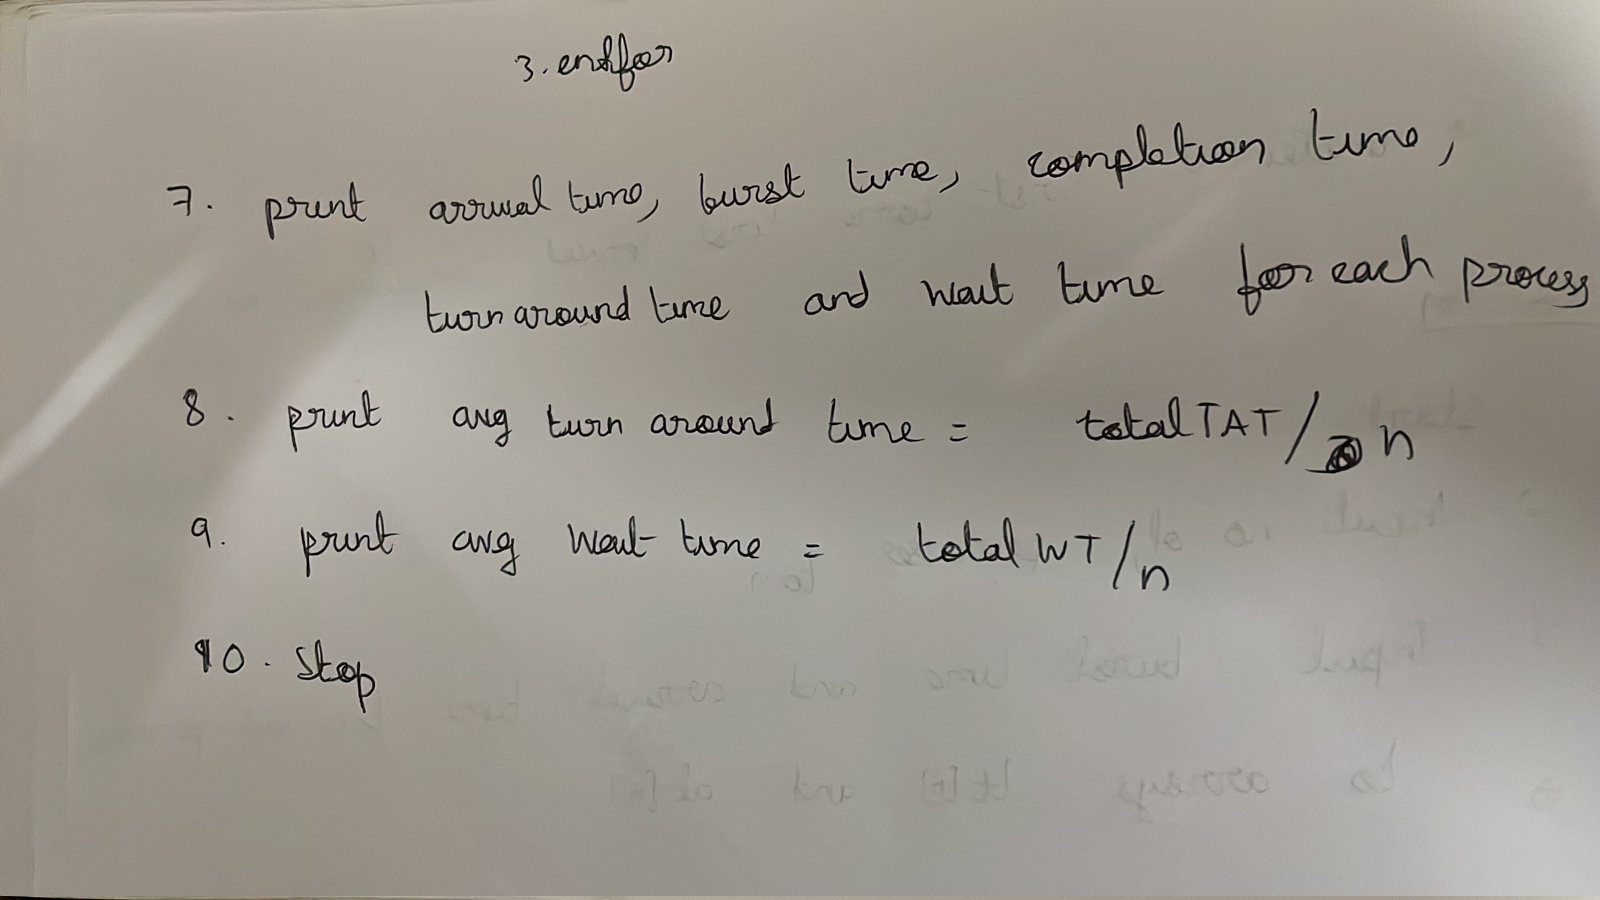 3. endfor
7. print arrival time, burst time, completion time,
turn around time and wait time for each process
8. print avg turn around time = total TAT/ n
9. print avg wait time = total WT/n
10. Stop